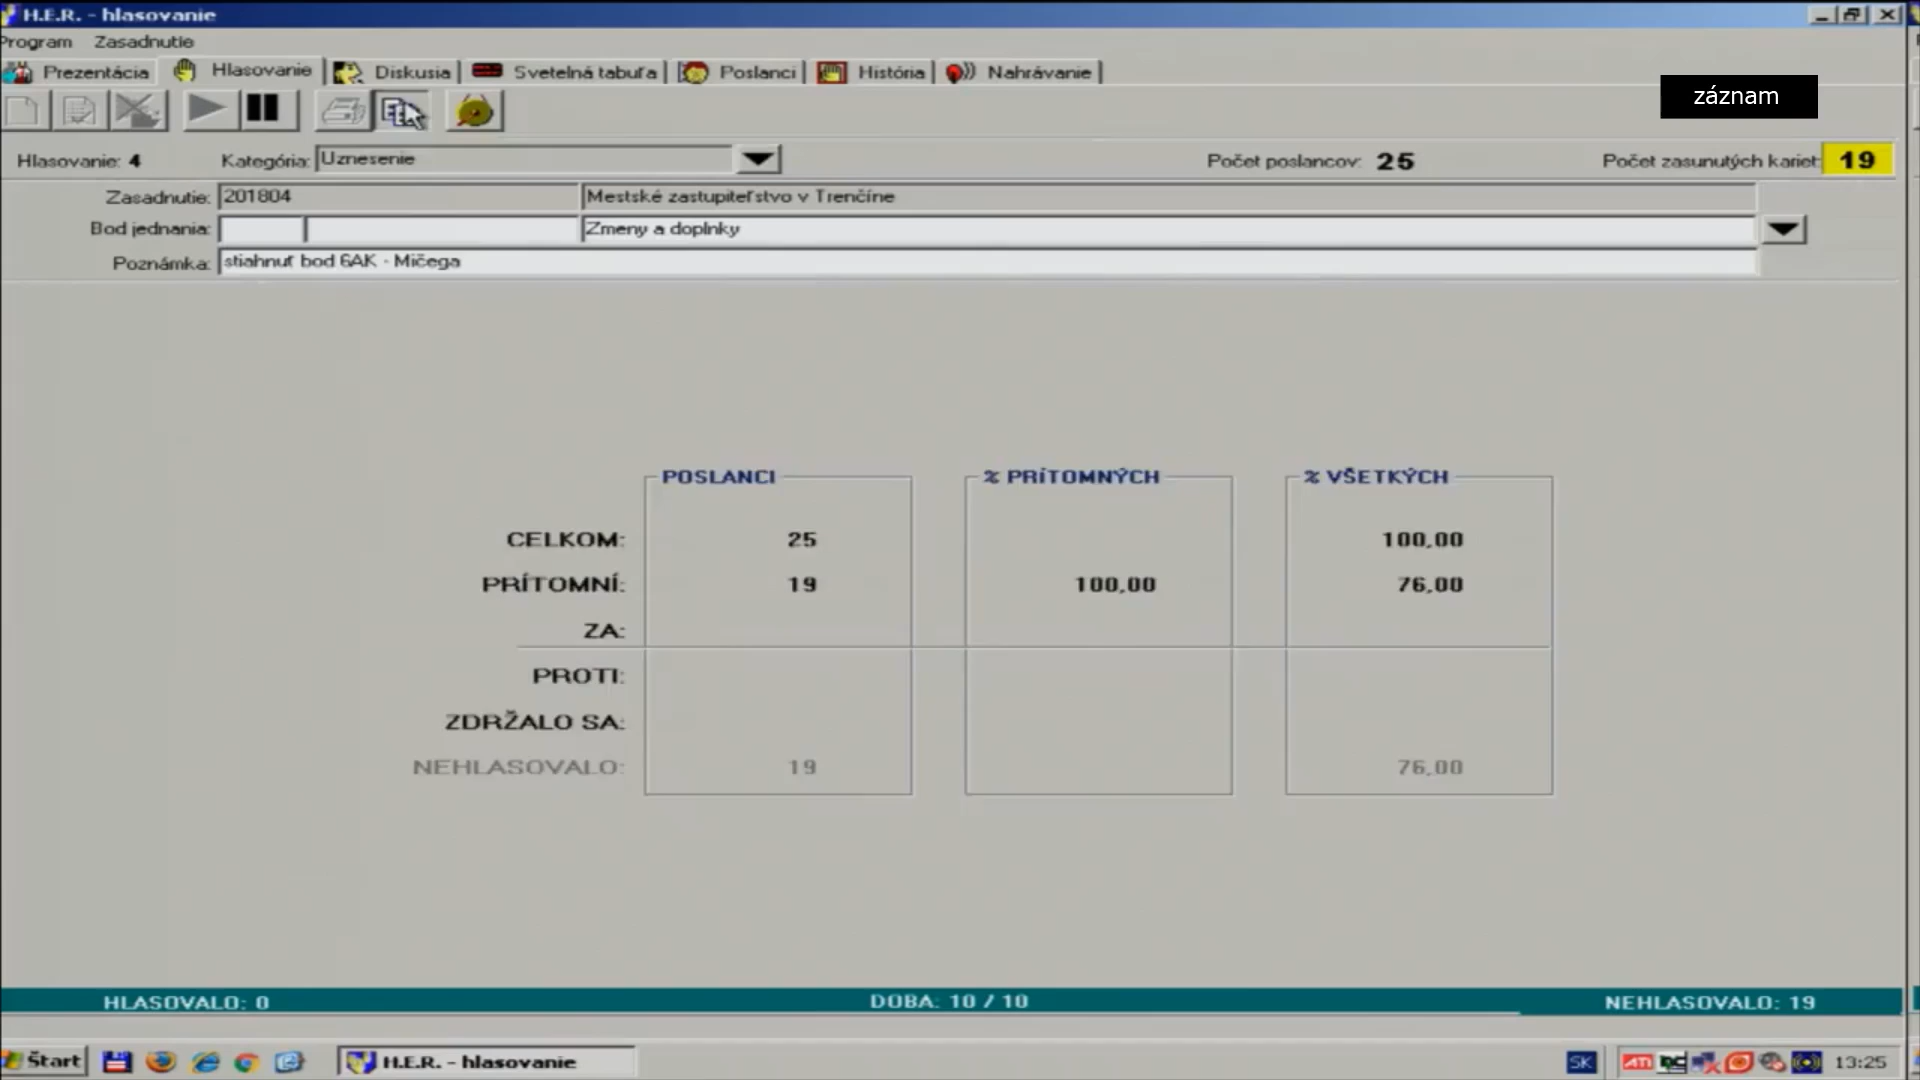 H.E.R. - hlasovanie
Program Zasadnutie
Prezentácia Hlasovanie Diskusia Svetelná tabuľa Poslanci História Nahrávanie
záznam
Hlasovanie: 4 Kategória: Uznesenie Počet poslancov: 25 Počet zasunutých kariet: 19
Zasadnutie: 201804 Mestské zastupiteľstvo v Trenčíne
Bod jednania: Zmeny a doplnky
Poznámka: stiahnuť bod 6AK - Mičega
POSLANCI % PRÍTOMNÝCH % VŠETKÝCH
CELKOM: 25 100,00
PRÍTOMNÍ: 19 100,00 76,00
ZA:
PROTI:
ZDRŽALO SA:
NEHLASOVALO: 19 76,00
HLASOVALO: 0 DOBA: 10 / 10 NEHLASOVALO: 19
Štart H.E.R. - hlasovanie SK ATI 13:25